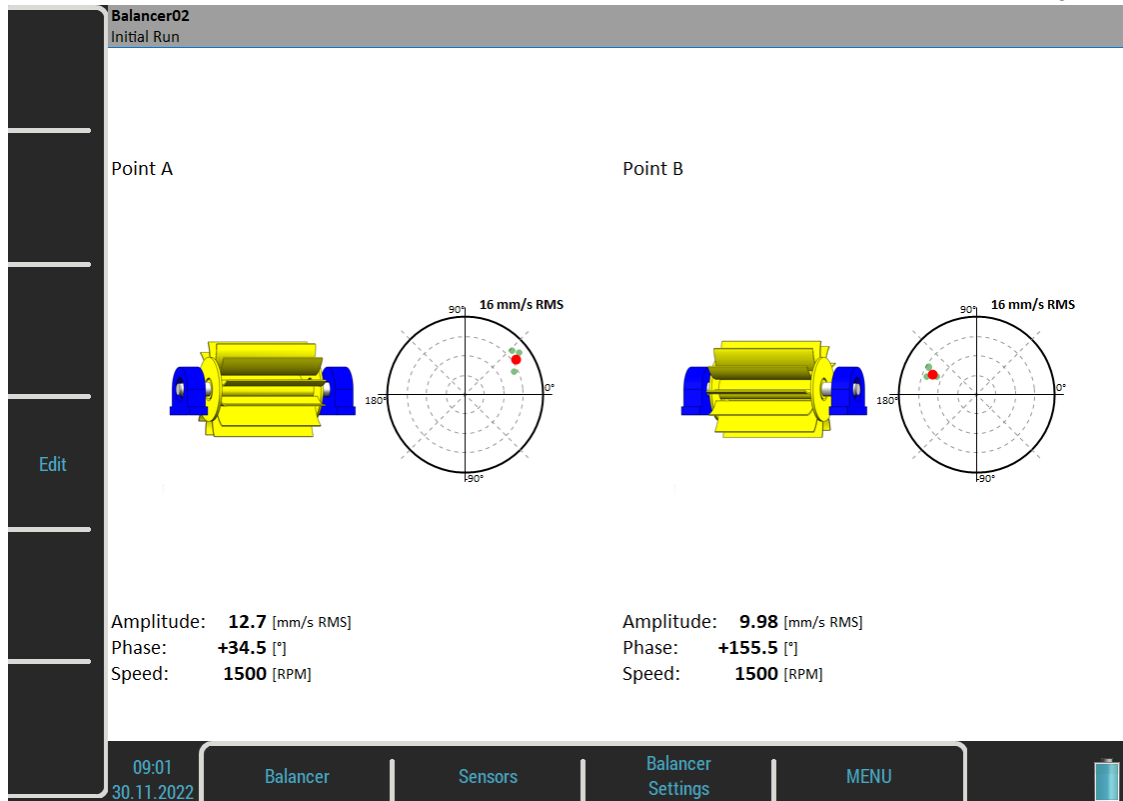 Balancer02
Initial Run
Point A
Point B
90°
16 mm/s RMS
0°
180°
-90°
90°
16 mm/s RMS
0°
180°
-90°
Edit
Amplitude: 12.7 [mm/s RMS]
Phase: +34.5 [°]
Speed: 1500 [RPM]
Amplitude: 9.98 [mm/s RMS]
Phase: +155.5 [°]
Speed: 1500 [RPM]
09:01
30.11.2022
Balancer
Sensors
Balancer
Settings
MENU